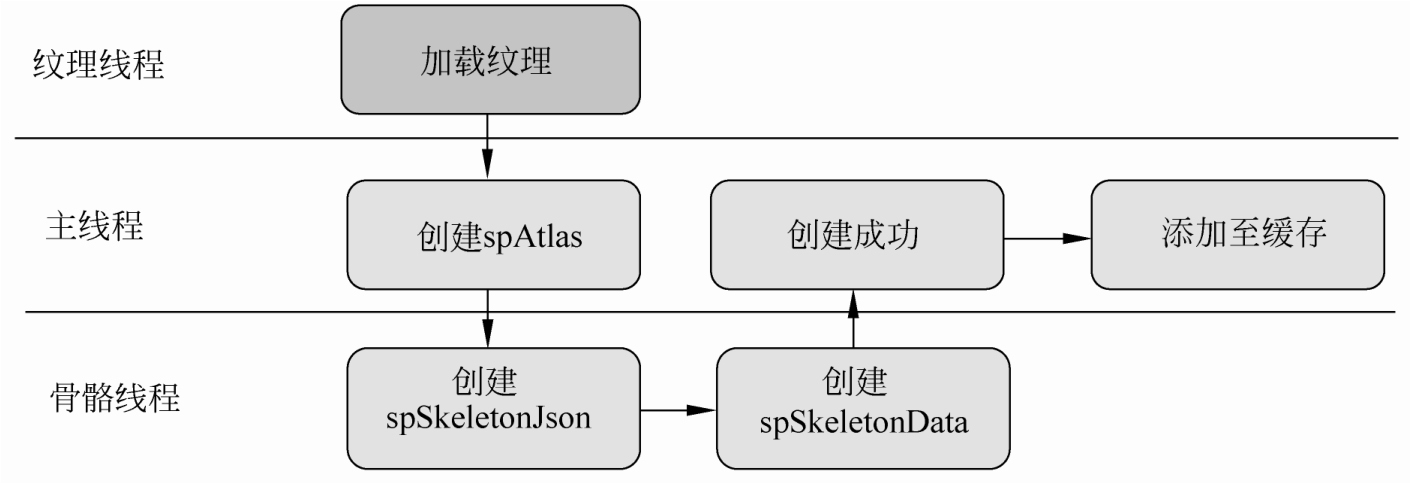 纹理线程
加载纹理
主线程
创建spAtlas
创建成功
添加至缓存
骨骼线程
创建
spSkeletonJson
创建
spSkeletonData